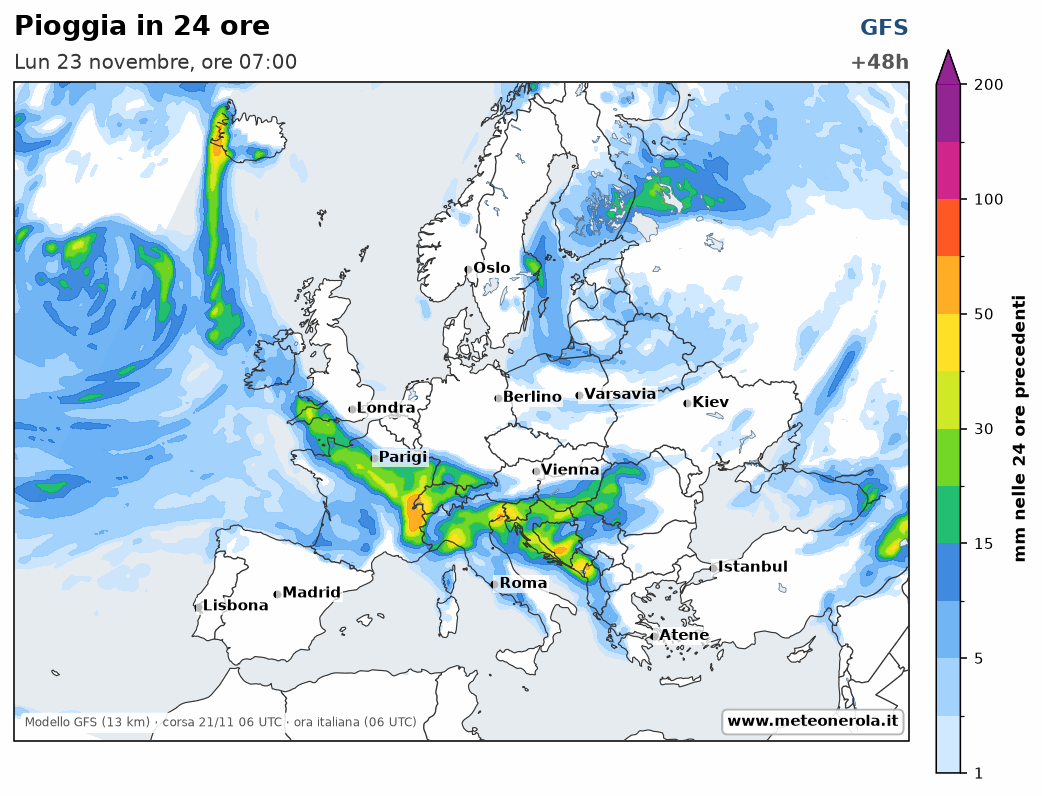 Pioggia in 24 ore
GFS
Lun 23 novembre, ore 07:00
+48h
200
100
50
30
15
5
1
mm nelle 24 ore precedenti
Oslo
Berlino
Varsavia
Kiev
Londra
Parigi
Vienna
Istanbul
Roma
Madrid
Lisbona
Atene
Modello GFS (13 km) · corsa 21/11 06 UTC · ora italiana (06 UTC)
www.meteonerola.it